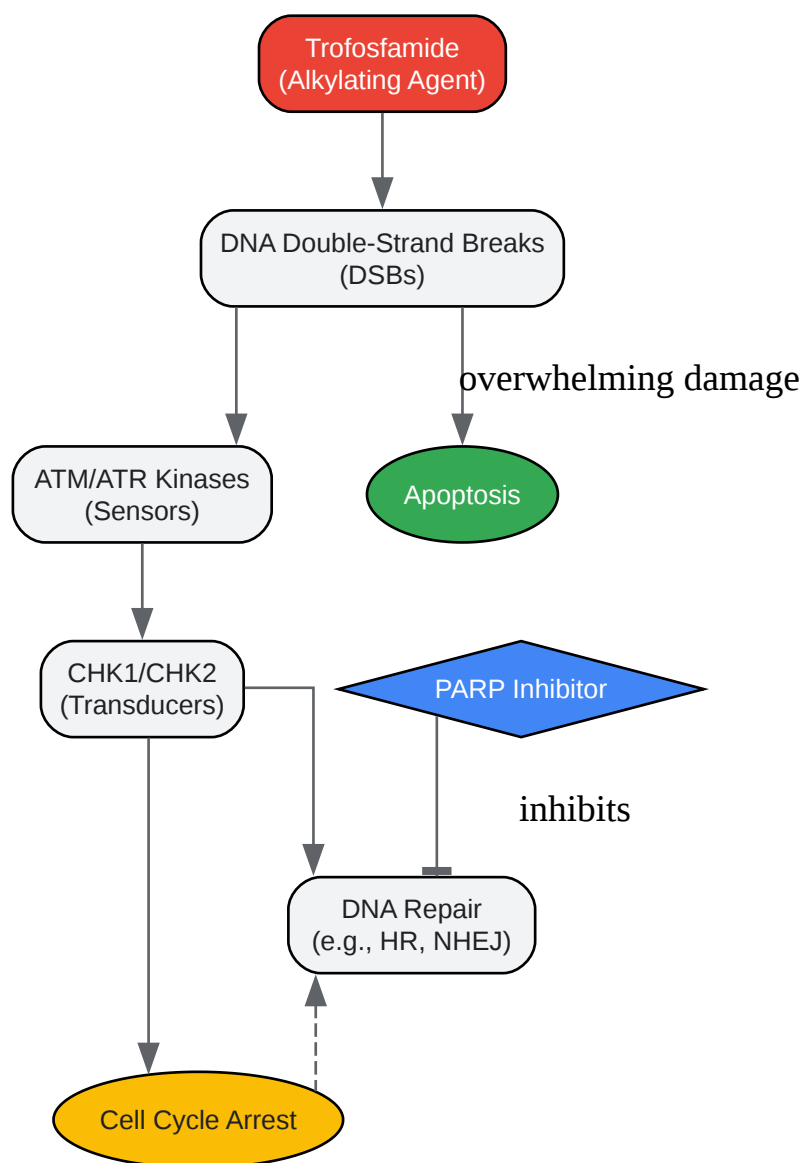 Trofosfamide
(Alkylating Agent)
DNA Double-Strand Breaks
(DSBs)
overwhelming damage
ATM/ATR Kinases
(Sensors)
Apoptosis
CHK1/CHK2
(Transducers)
PARP Inhibitor
inhibits
DNA Repair
(e.g., HR, NHEJ)
Cell Cycle Arrest